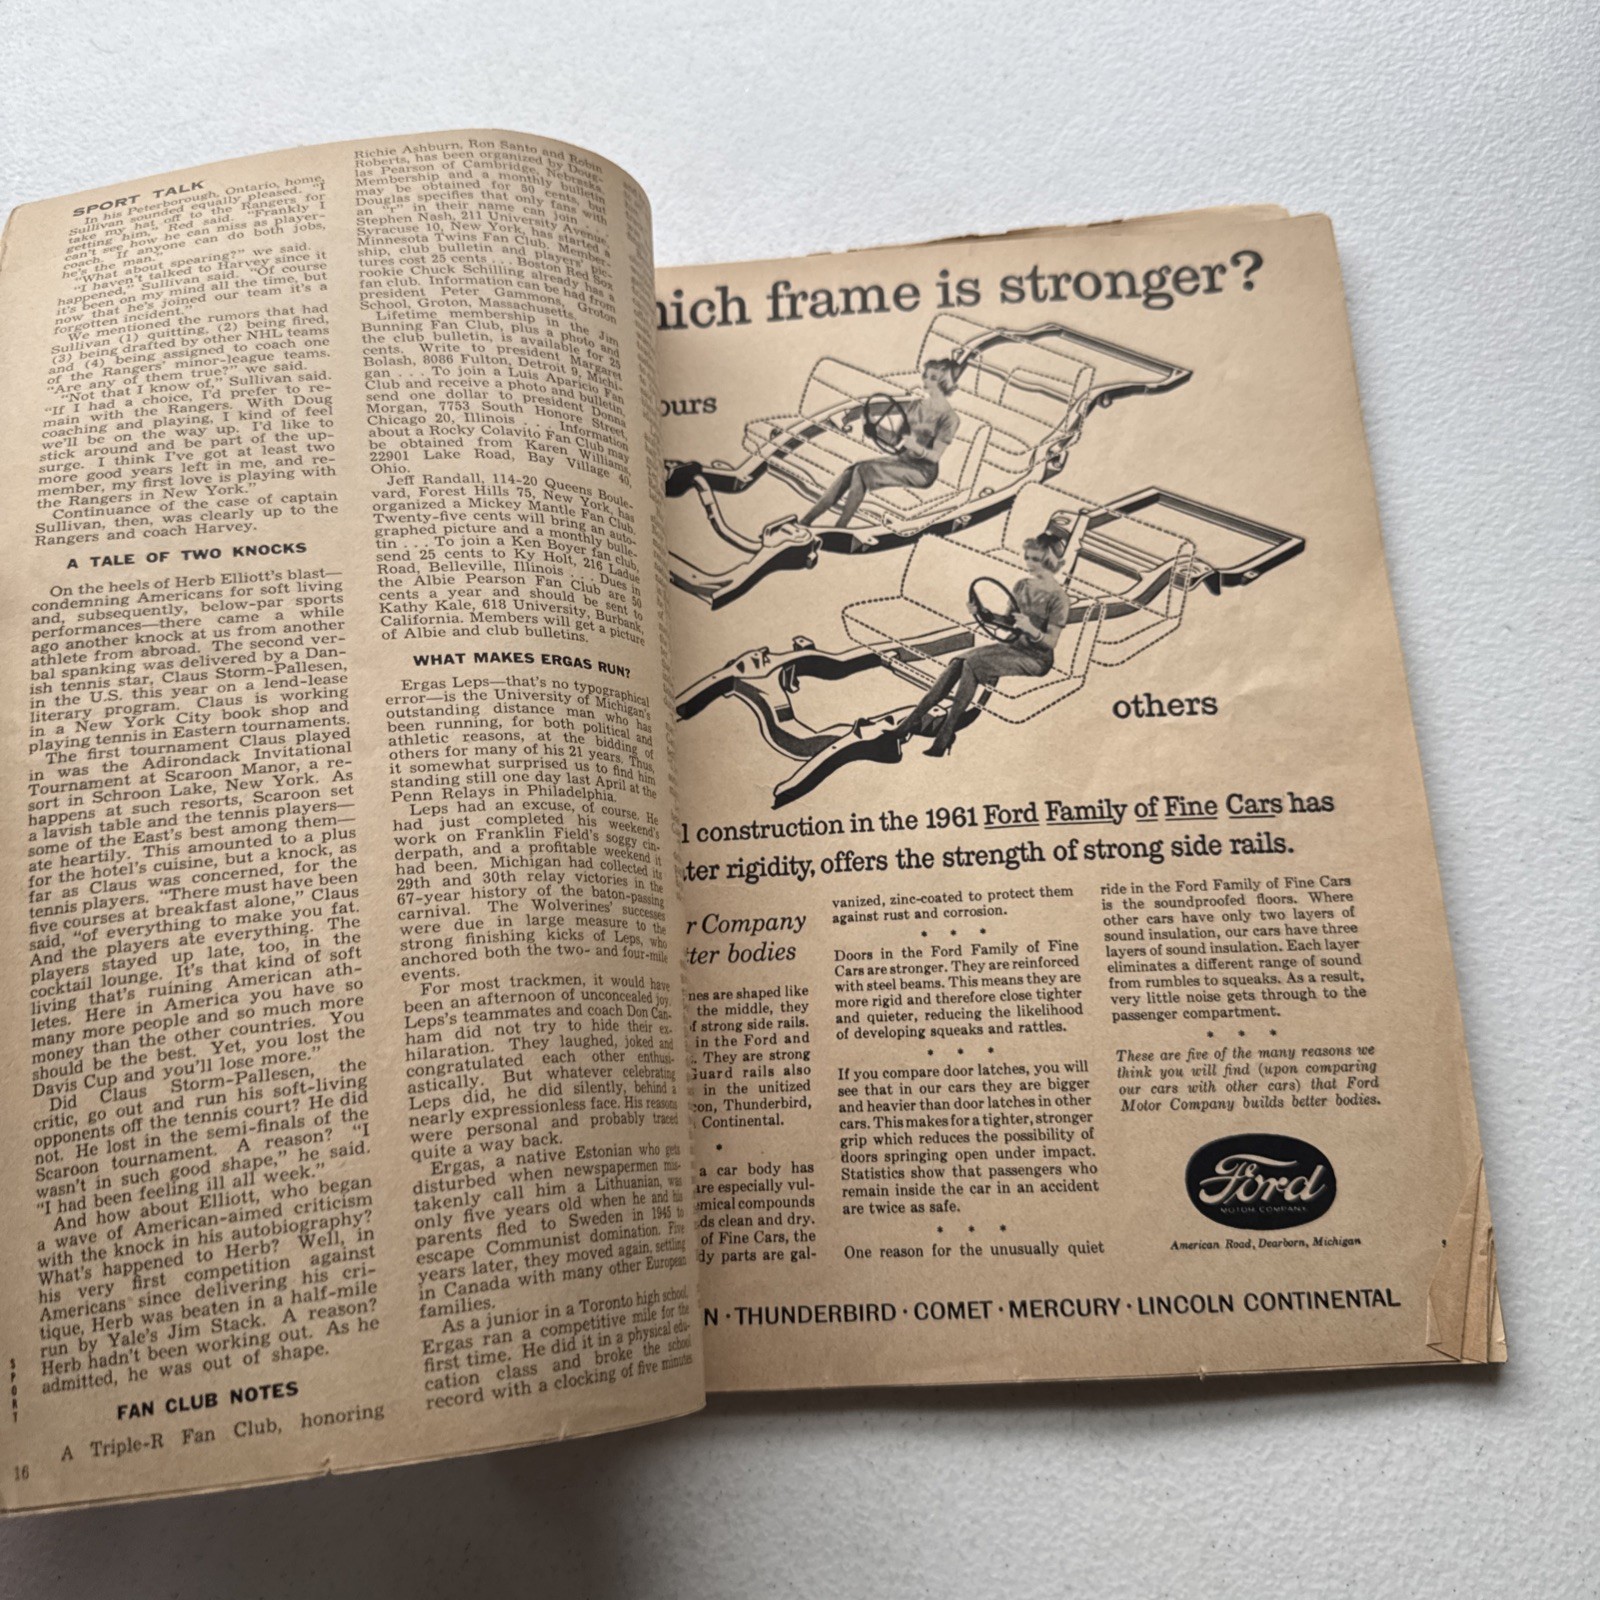 SPORT TALK
In his Peterborough, Ontario, home,
Sullivan sounded equally pleased. "I
take my hat off to the Rangers for
getting him," Red said. "Frankly I
can't see how he can miss as player-
coach. If anyone can do both jobs,
he's the man."
"What about spearing?" we said.
"I haven't talked to Harvey since it
happened," Sullivan said. "Of course
it's been on my mind all the time, but
now that he's joined our team it's a
forgotten incident."
We mentioned the rumors that had
Sullivan (1) quitting, (2) being fired,
(3) being drafted by other NHL teams
and (4) being assigned to coach one
of the Rangers' minor-league teams.
"Are any of them true?" we said.
"Not that I know of," Sullivan said.
"If I had a choice, I'd prefer to re-
main with the Rangers. With Doug
coaching and playing, I kind of feel
we'll be on the way up. I'd like to
stick around and be part of the up-
surge. I think I've got at least two
more good years left in me, and re-
member, my first love is playing with
the Rangers in New York."
Continuance of the case of captain
Sullivan, then, was clearly up to the
Rangers and coach Harvey.
A TALE OF TWO KNOCKS
On the heels of Herb Elliott's blast—
condemning Americans for soft living
and, subsequently, below-par sports
performances—there came a while
ago another knock at us from another
athlete from abroad. The second ver-
bal spanking was delivered by a Dan-
ish tennis star, Claus Storm-Pallesen,
in the U.S. this year on a lend-lease
literary program. Claus is working
in a New York City book shop and
playing tennis in Eastern tournaments.
The first tournament Claus played
in was the Adirondack Invitational
Tournament at Scaroon Manor, a re-
sort in Schroon Lake, New York. As
happens at such resorts, Scaroon set
a lavish table and the tennis players—
some of the East's best among them—
ate heartily. This amounted to a plus
for the hotel's cuisine, but a knock, as
far as Claus was concerned, for the
tennis players. "There must have been
five courses at breakfast alone," Claus
said, "of everything to make you fat.
And the players ate everything. The
players stayed up late, too, in the
cocktail lounge. It's that kind of soft
living that's ruining American ath-
letes. Here in America you have so
many more people and so much more
money than the other countries. You
should be the best. Yet, you lost the
Davis Cup and you'll lose more."
Did Claus Storm-Pallesen, the
critic, go out and run his soft-living
opponents off the tennis court? He did
not. He lost in the semi-finals of the
Scaroon tournament. A reason? "I
wasn't in such good shape," he said.
"I had been feeling ill all week."
And how about Elliott, who began
a wave of American-aimed criticism
with the knock in his autobiography?
What's happened to Herb? Well, in
his very first competition against
Americans since delivering his cri-
tique, Herb was beaten in a half-mile
run by Yale's Jim Stack. A reason?
Herb hadn't been working out. As he
admitted, he was out of shape.
FAN CLUB NOTES
A Triple-R Fan Club, honoring
SPORT
16
Richie Ashburn, Ron Santo and Robin
Roberts, has been organized by Doug-
las Pearson of Cambridge, Nebraska.
Membership and a monthly bulletin
may be obtained for 50 cents, but
Douglas specifies that only fans with
an "r" in their name can join . . .
Stephen Nash, 211 University Avenue,
Syracuse 10, New York, has started a
Minnesota Twins Fan Club. Member-
ship, club bulletin and players' pic-
tures cost 25 cents . . . Boston Red Sox
rookie Chuck Schilling already has a
fan club. Information can be had from
president Peter Gammons, Groton
School, Groton, Massachusetts.
Lifetime membership in the Jim
Bunning Fan Club, plus a photo and
the club bulletin, is available for 25
cents. Write to president Margaret
Bolash, 8086 Fulton, Detroit 9, Michi-
gan . . . To join a Luis Aparicio Fan
Club and receive a photo and bulletin,
send one dollar to president Donna
Morgan, 7753 South Honore Street,
Chicago 20, Illinois . . . Information
about a Rocky Colavito Fan Club may
be obtained from Karen Williams,
22901 Lake Road, Bay Village 40,
Ohio.
Jeff Randall, 114-20 Queens Boule-
vard, Forest Hills 75, New York, has
organized a Mickey Mantle Fan Club.
Twenty-five cents will bring an auto-
graphed picture and a monthly bulle-
tin . . . To join a Ken Boyer fan club,
send 25 cents to Ky Holt, 216 Ladue
Road, Belleville, Illinois . . . Dues in
the Albie Pearson Fan Club are 50
cents a year and should be sent to
Kathy Kale, 618 University, Burbank,
California. Members will get a picture
of Albie and club bulletins.
WHAT MAKES ERGAS RUN?
Ergas Leps—that's no typographical
error—is the University of Michigan's
outstanding distance man who has
been running, for both political and
athletic reasons, at the bidding of
others for many of his 21 years. Thus,
it somewhat surprised us to find him
standing still one day last April at the
Penn Relays in Philadelphia.
Leps had an excuse, of course. He
had just completed his weekend's
work on Franklin Field's soggy cin-
derpath, and a profitable weekend it
had been. Michigan had collected its
29th and 30th relay victories in the
67-year history of the baton-passing
carnival. The Wolverines' successes
were due in large measure to the
strong finishing kicks of Leps, who
anchored both the two- and four-mile
events.
For most trackmen, it would have
been an afternoon of unconcealed joy.
Leps's teammates and coach Don Can-
ham did not try to hide their ex-
hilaration. They laughed, joked and
congratulated each other enthusi-
astically. But whatever celebrating
Leps did, he did silently, behind a
nearly expressionless face. His reasons
were personal and probably traced
quite a way back.
Ergas, a native Estonian who gets
disturbed when newspapermen mis-
takenly call him a Lithuanian, was
only five years old when he and his
parents fled to Sweden in 1945 to
escape Communist domination. Five
years later, they moved again, settling
in Canada with many other European
families.
As a junior in a Toronto high school,
Ergas ran a competitive mile for the
first time. He did it in a physical edu-
cation class and broke the school
record with a clocking of five minutes
hich frame is stronger?
ours
others
l construction in the 1961 Ford Family of Fine Cars has
ter rigidity, offers the strength of strong side rails.
r Company
ter bodies
nes are shaped like
the middle, they
f strong side rails.
in the Ford and
. They are strong
Guard rails also
in the unitized
con, Thunderbird,
Continental.
*
a car body has
are especially vul-
emical compounds
ds clean and dry.
of Fine Cars, the
dy parts are gal-
vanized, zinc-coated to protect them
against rust and corrosion.
* * *
Doors in the Ford Family of Fine
Cars are stronger. They are reinforced
with steel beams. This means they are
more rigid and therefore close tighter
and quieter, reducing the likelihood
of developing squeaks and rattles.
* * *
If you compare door latches, you will
see that in our cars they are bigger
and heavier than door latches in other
cars. This makes for a tighter, stronger
grip which reduces the possibility of
doors springing open under impact.
Statistics show that passengers who
remain inside the car in an accident
are twice as safe.
* * *
One reason for the unusually quiet
ride in the Ford Family of Fine Cars
is the soundproofed floors. Where
other cars have only two layers of
sound insulation, our cars have three
layers of sound insulation. Each layer
eliminates a different range of sound
from rumbles to squeaks. As a result,
very little noise gets through to the
passenger compartment.
* * *
These are five of the many reasons we
think you will find (upon comparing
our cars with other cars) that Ford
Motor Company builds better bodies.
Ford
MOTOR COMPANY
American Road, Dearborn, Michigan
N · THUNDERBIRD · COMET · MERCURY · LINCOLN CONTINENTAL